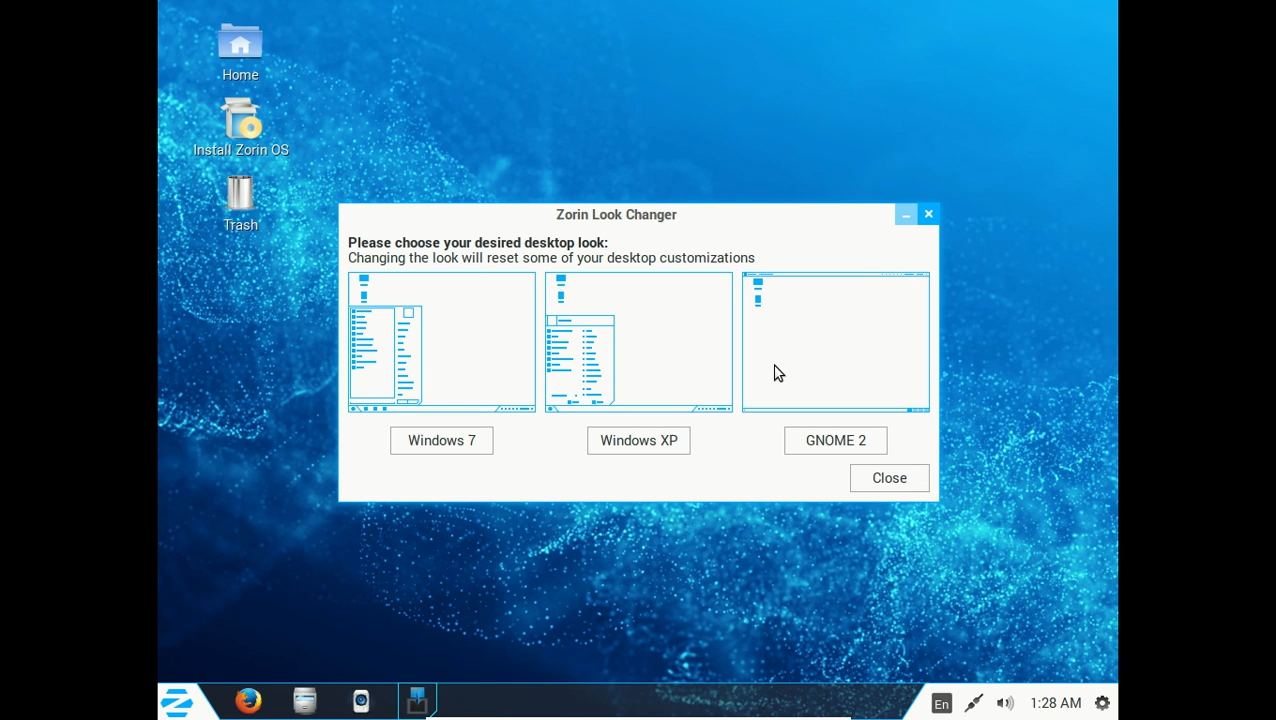 Home
Install Zorin OS
Trash
Zorin Look Changer
Please choose your desired desktop look:
Changing the look will reset some of your desktop customizations
Windows 7
Windows XP
GNOME 2
Close
En
1:28 AM